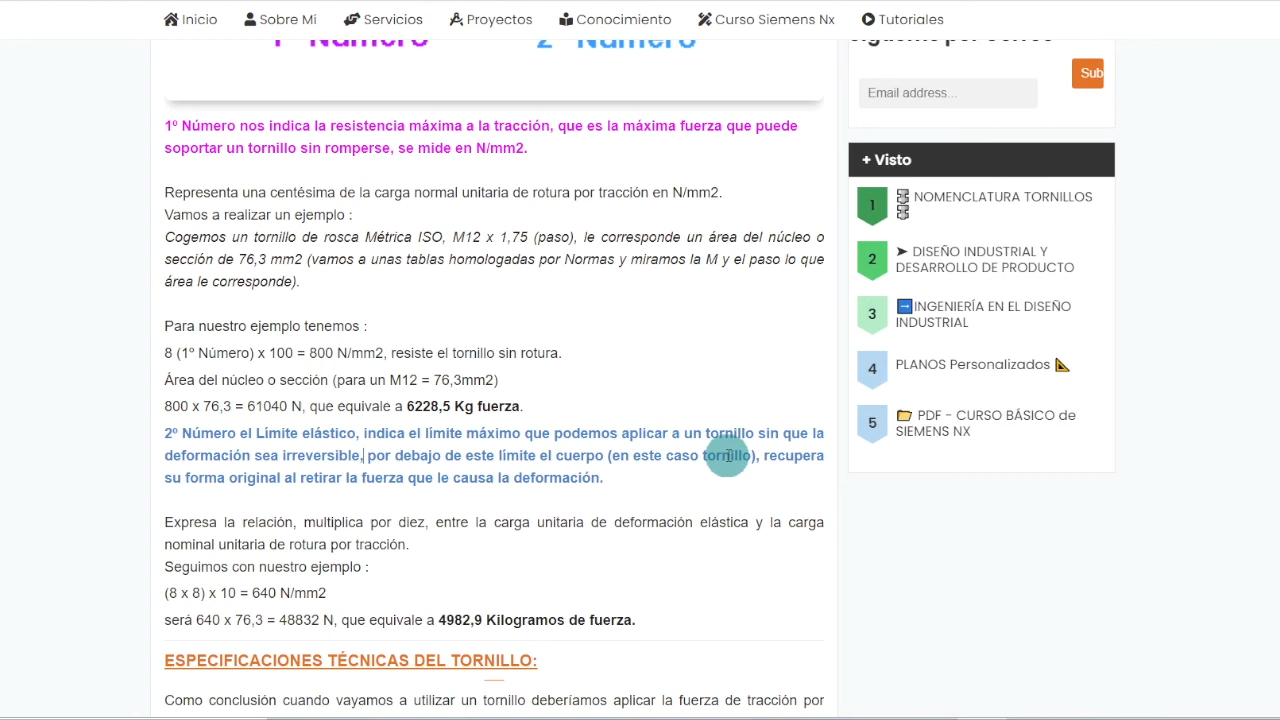 Inicio
Sobre Mí
Servicios
Proyectos
Conocimiento
Curso Siemens Nx
Tutoriales
1º Número
2º Número
Sígueme por Correo
Email address...
Sub
+ Visto
1
NOMENCLATURA TORNILLOS
2
➤ DISEÑO INDUSTRIAL Y
DESARROLLO DE PRODUCTO
3
➡INGENIERÍA EN EL DISEÑO
INDUSTRIAL
4
PLANOS Personalizados
5
PDF - CURSO BÁSICO de
SIEMENS NX
1º Número nos indica la resistencia máxima a la tracción, que es la máxima fuerza que puede
soportar un tornillo sin romperse, se mide en N/mm2.
Representa una centésima de la carga normal unitaria de rotura por tracción en N/mm2.
Vamos a realizar un ejemplo :
Cogemos un tornillo de rosca Métrica ISO, M12 x 1,75 (paso), le corresponde un área del núcleo o
sección de 76,3 mm2 (vamos a unas tablas homologadas por Normas y miramos la M y el paso lo que
área le corresponde).
Para nuestro ejemplo tenemos :
8 (1º Número) x 100 = 800 N/mm2, resiste el tornillo sin rotura.
Área del núcleo o sección (para un M12 = 76,3mm2)
800 x 76,3 = 61040 N, que equivale a 6228,5 Kg fuerza.
2º Número el Límite elástico, indica el límite máximo que podemos aplicar a un tornillo sin que la
deformación sea irreversible, por debajo de este límite el cuerpo (en este caso tornillo), recupera
su forma original al retirar la fuerza que le causa la deformación.
Expresa la relación, multiplica por diez, entre la carga unitaria de deformación elástica y la carga
nominal unitaria de rotura por tracción.
Seguimos con nuestro ejemplo :
(8 x 8) x 10 = 640 N/mm2
será 640 x 76,3 = 48832 N, que equivale a 4982,9 Kilogramos de fuerza.
ESPECIFICACIONES TÉCNICAS DEL TORNILLO:
Como conclusión cuando vayamos a utilizar un tornillo deberíamos aplicar la fuerza de tracción por